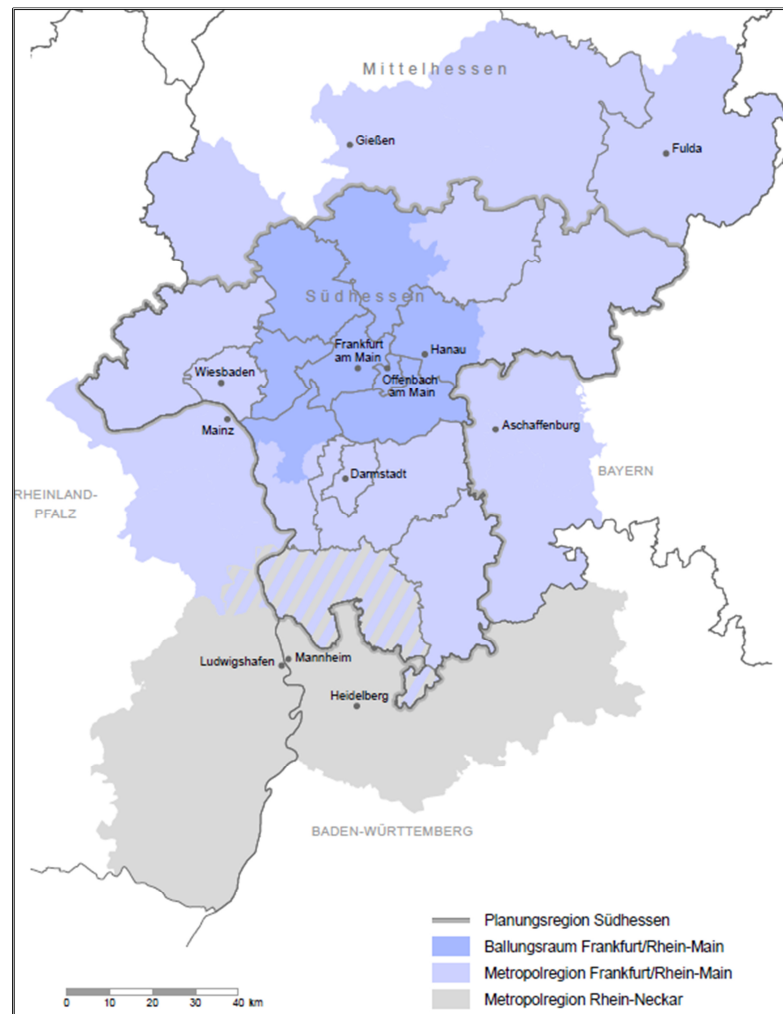 Mittelhessen
Gießen
Fulda
Südhessen
Frankfurt
am Main
Hanau
Wiesbaden
Offenbach
am Main
Mainz
Aschaffenburg
Darmstadt
BAYERN
RHEINLAND-
PFALZ
Mannheim
Ludwigshafen
Heidelberg
BADEN-WÜRTTEMBERG
Planungsregion Südhessen
Ballungsraum Frankfurt/Rhein-Main
Metropolregion Frankfurt/Rhein-Main
Metropolregion Rhein-Neckar
0 10 20 30 40 km